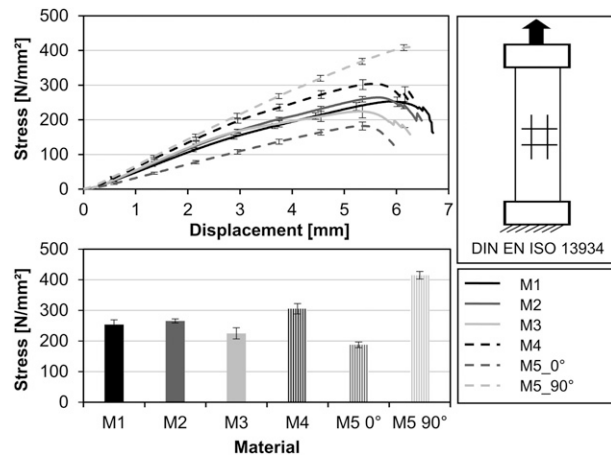 Stress [N/mm²]
500
400
300
200
100
0
0 1 2 3 4 5 6 7
Displacement [mm]
DIN EN ISO 13934
Stress [N/mm²]
500
400
300
200
100
0
M1 M2 M3 M4 M5 0° M5 90°
Material
M1
M2
M3
M4
M5_0°
M5_90°